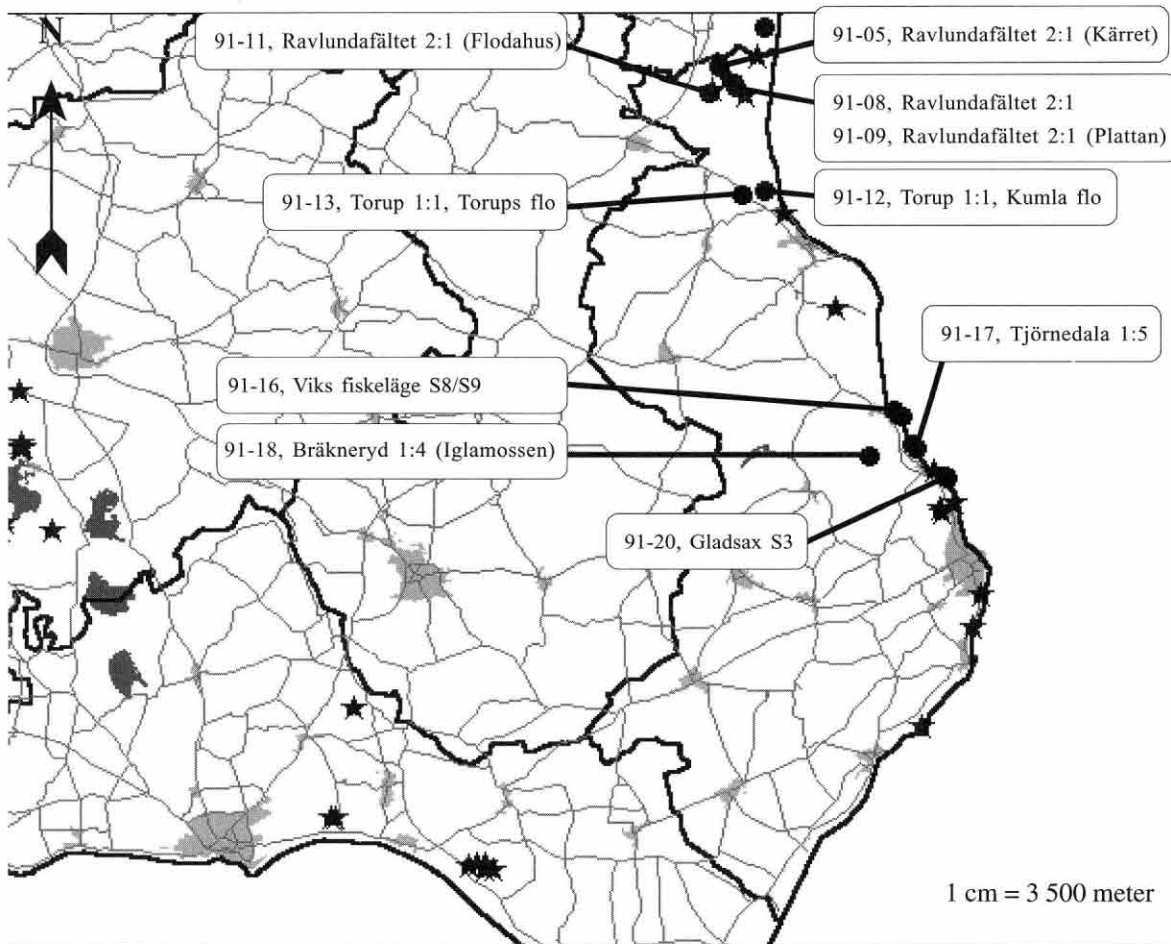 N
91-11, Ravlundafältet 2:1 (Flodahus)
91-05, Ravlundafältet 2:1 (Kärret)
91-08, Ravlundafältet 2:1
91-09, Ravlundafältet 2:1 (Plattan)
91-13, Torup 1:1, Torups flo
91-12, Torup 1:1, Kumla flo
91-17, Tjörnedala 1:5
91-16, Viks fiskeläge S8/S9
91-18, Bräkneryd 1:4 (Iglamossen)
91-20, Gladsax S3
1 cm = 3 500 meter